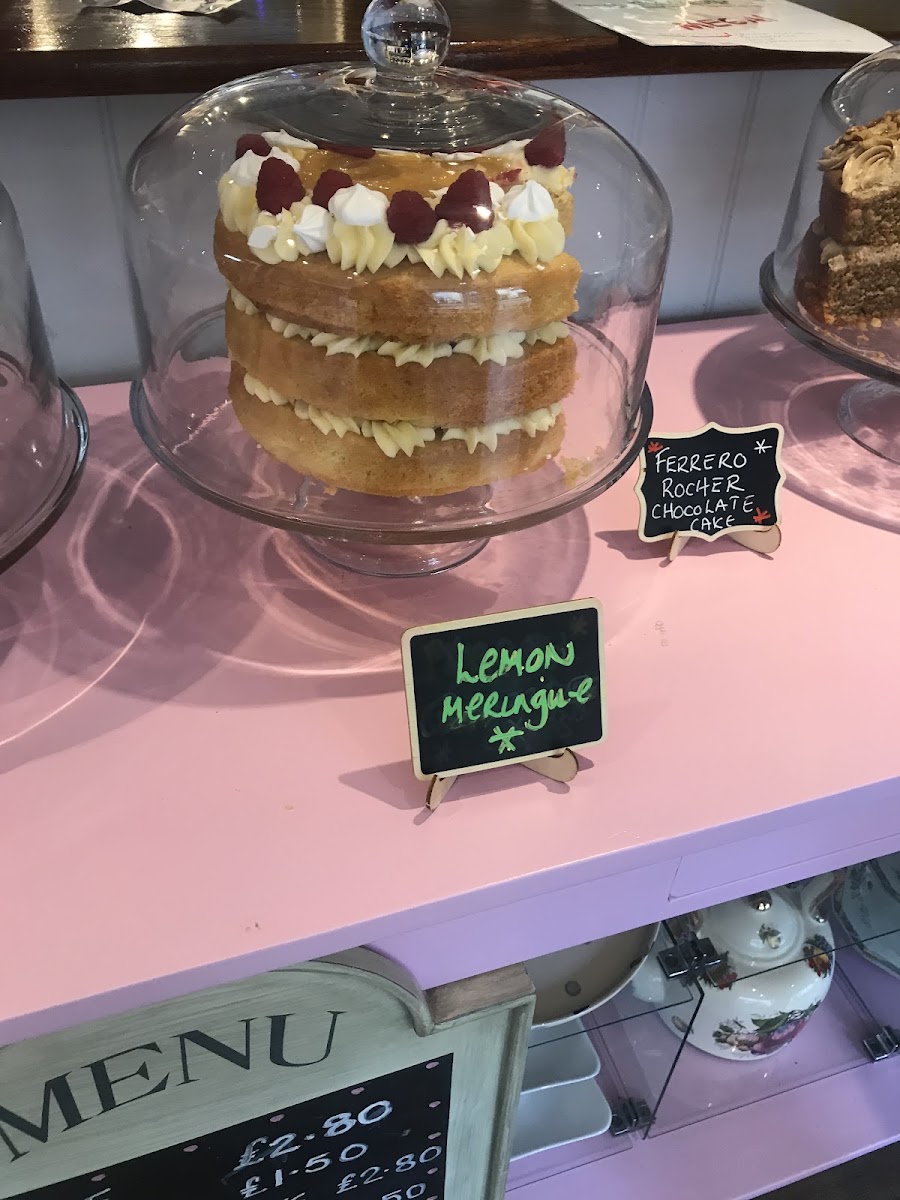 FERRERO
ROCHER
CHOCOLATE
CAKE
Lemon
Meringue
MENU
£2.80
£1.50
£2.80